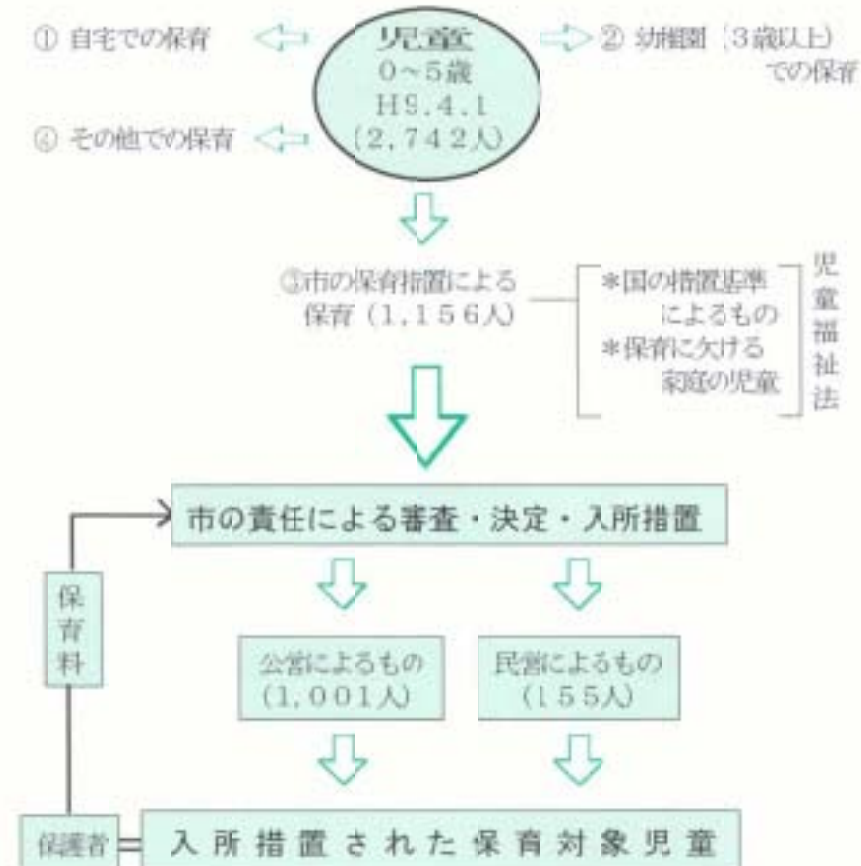 ① 自宅での保育
児童
0～5歳
H9.4.1
(2,742人)
② 幼稚園（3歳以上）
での保育
④ その他での保育
③市の保育措置による
保育（1,156人）
＊国の措置基準
によるもの
＊保育に欠ける
家庭の児童
児童福祉法
市の責任による審査・決定・入所措置
保育料
公営によるもの
（1,001人）
民営によるもの
（155人）
保護者
入所措置された保育対象児童